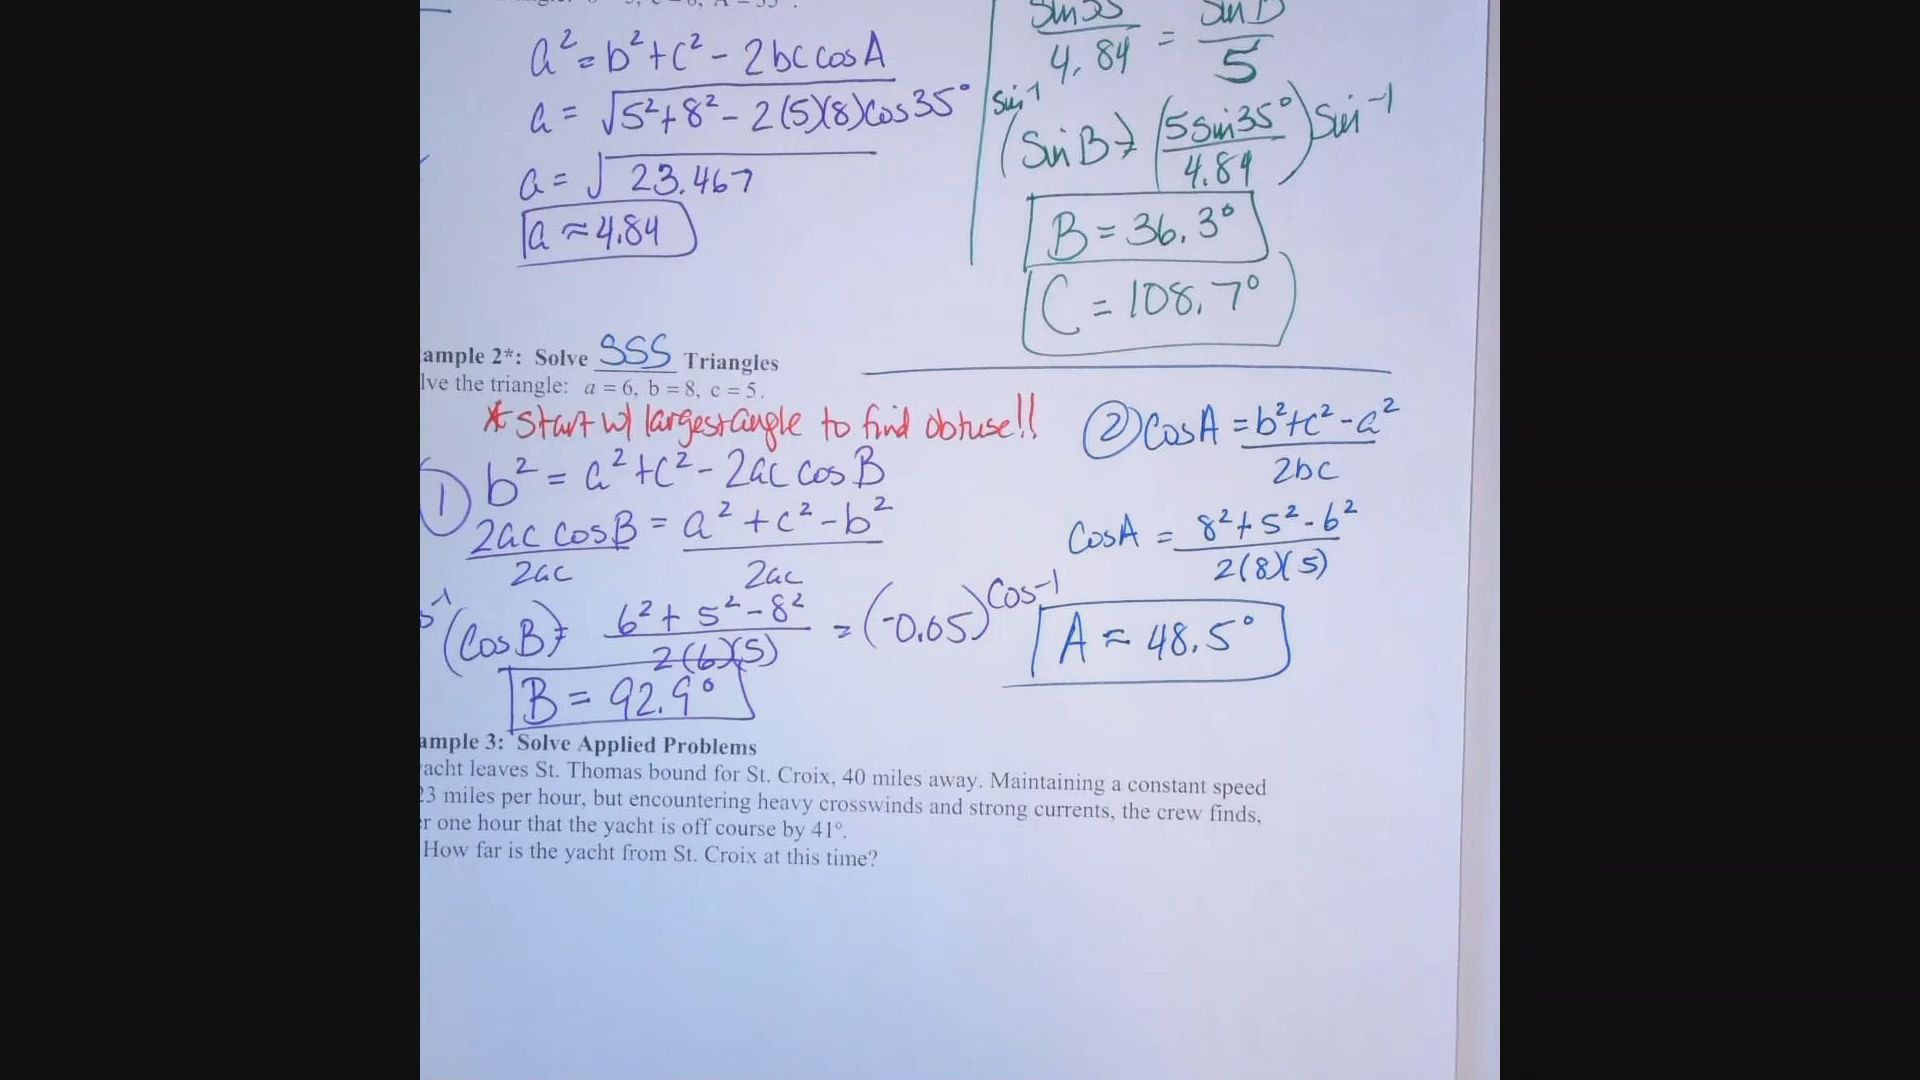 a² = b² + c² - 2bc cos A
a = √5² + 8² - 2(5)(8)cos 35°
a = √23.467
a ≈ 4.84
sin 35 / 4.84 = sin B / 5
sin⁻¹ (sin B) = (5 sin 35° / 4.84) sin⁻¹
B = 36.3°
C = 108.7°
ample 2*: Solve SSS Triangles
lve the triangle: a = 6, b = 8, c = 5.
* start w/ largest angle to find obtuse!!
① b² = a² + c² - 2ac cos B
2ac cos B / 2ac = a² + c² - b² / 2ac
(cos B) = 6² + 5² - 8² / 2(6)(5) = (-0.05) cos⁻¹
B = 92.9°
② cos A = b² + c² - a² / 2bc
cos A = 8² + 5² - 6² / 2(8)(5)
A ≈ 48.5°
ample 3: Solve Applied Problems
yacht leaves St. Thomas bound for St. Croix, 40 miles away. Maintaining a constant speed
23 miles per hour, but encountering heavy crosswinds and strong currents, the crew finds,
er one hour that the yacht is off course by 41°.
How far is the yacht from St. Croix at this time?